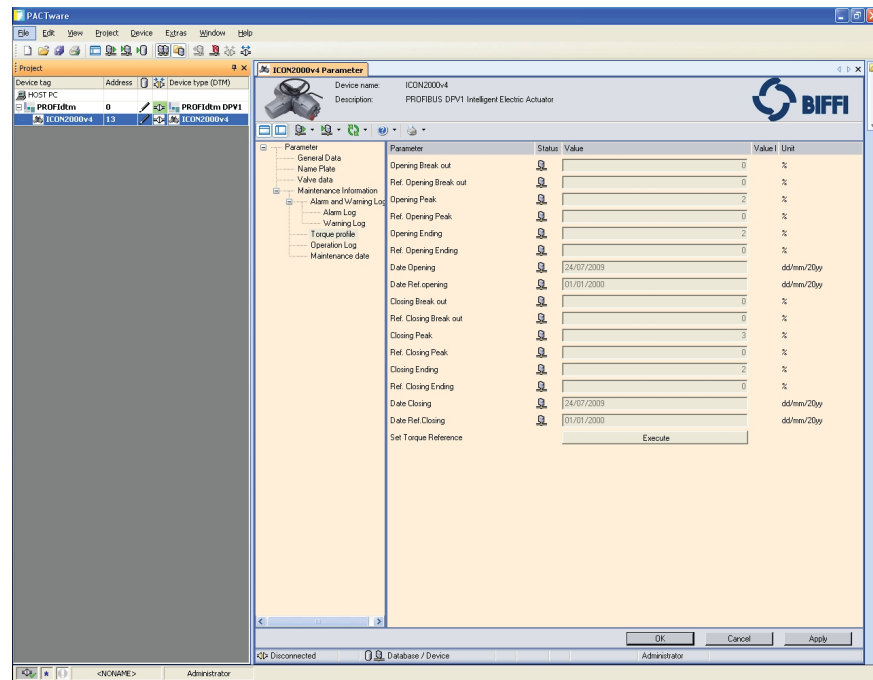 PACTware
File Edit View Project Device Extras Window Help
Project
Device tag Address Device type (DTM)
HOST PC
PROFIdtm 0 PROFIdtm DPV1
ICON2000v4 13 ICON2000v4
ICON2000v4 Parameter
Device name: ICON2000v4
Description: PROFIBUS DPV1 Intelligent Electric Actuator
BIFFI
Parameter
General Data
Name Plate
Valve data
Maintenance Information
Alarm and Warning Log
Alarm Log
Warning Log
Torque profile
Operation Log
Maintenance date
Parameter Status Value Value I Unit
Opening Break out 0 %
Ref. Opening Break out 0 %
Opening Peak 2 %
Ref. Opening Peak 0 %
Opening Ending 2 %
Ref. Opening Ending 0 %
Date Opening 24/07/2009 dd/mm/20yy
Date Ref.opening 01/01/2000 dd/mm/20yy
Closing Break out 0 %
Ref. Closing Break out 0 %
Closing Peak 3 %
Ref. Closing Peak 0 %
Closing Ending 2 %
Ref. Closing Ending 0 %
Date Closing 24/07/2009 dd/mm/20yy
Date Ref.Closing 01/01/2000 dd/mm/20yy
Set Torque Reference Execute
OK Cancel Apply
Disconnected Database / Device Administrator
<NONAME> Administrator